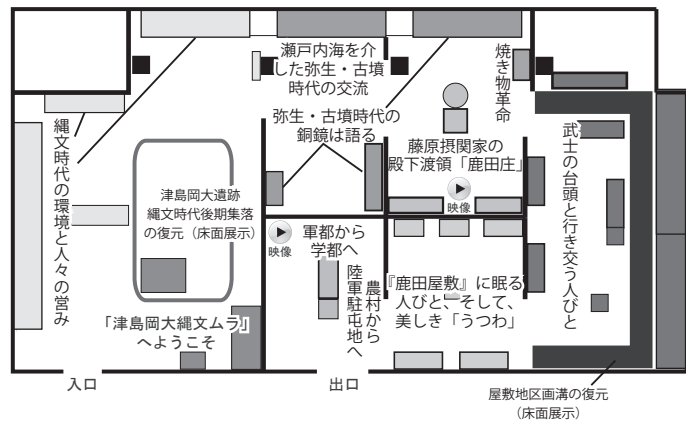 瀬戸内海を介
した弥生・古墳
時代の交流
焼き物革命
弥生・古墳時代の
銅鏡は語る
藤原摂関家の
殿下渡領「鹿田庄」
映像
縄文時代の環境と人々の営み
津島岡大遺跡
縄文時代後期集落
の復元（床面展示）
武士の台頭と行き交う人びと
映像
軍都から
学都へ
農村から
陸軍駐屯地へ
『鹿田屋敷』に眠る
人びと、そして、
美しき「うつわ」
「津島岡大縄文ムラ」
へようこそ
入口
出口
屋敷地区画溝の復元
（床面展示）